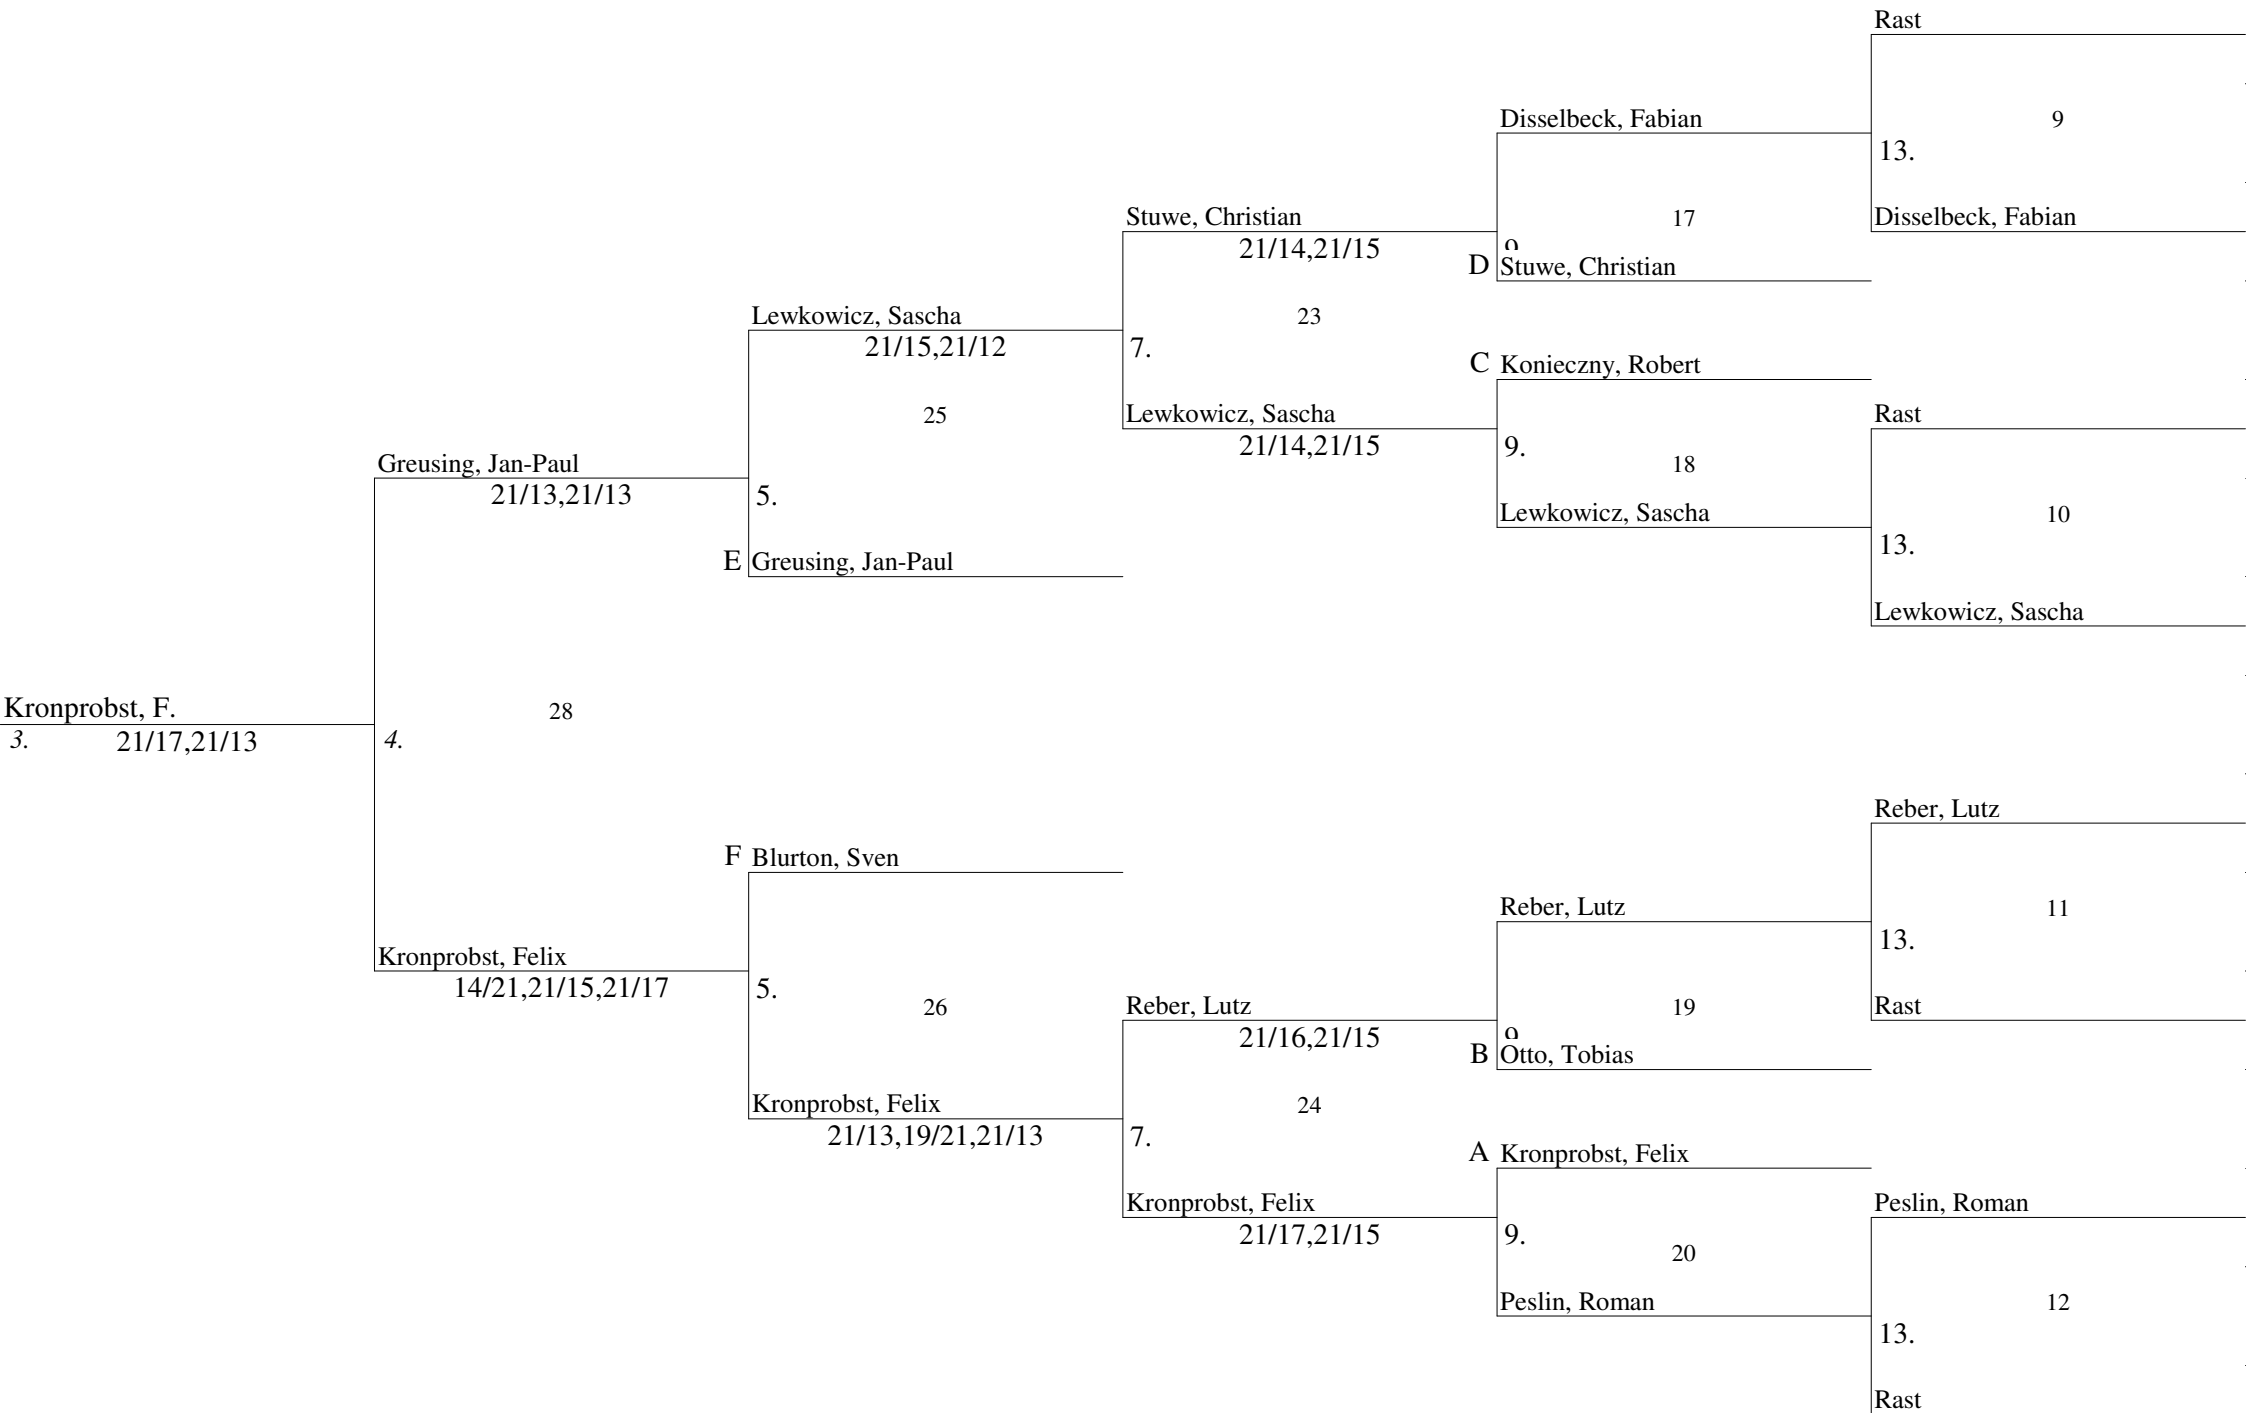 Rast
Disselbeck, Fabian
9
13.
Stuwe, Christian
17
Disselbeck, Fabian
21/14,21/15
9
D Stuwe, Christian
Lewkowicz, Sascha
23
21/15,21/12
7.
C Konieczny, Robert
25
Lewkowicz, Sascha
Rast
21/14,21/15
9.
18
Greusing, Jan-Paul
21/13,21/13
5.
Lewkowicz, Sascha
10
13.
E Greusing, Jan-Paul
Lewkowicz, Sascha
Kronprobst, F.
28
3.
21/17,21/13
4.
Reber, Lutz
F Blurton, Sven
Reber, Lutz
11
13.
Kronprobst, Felix
14/21,21/15,21/17
5.
26
Reber, Lutz
19
Rast
21/16,21/15
9
B Otto, Tobias
Kronprobst, Felix
24
21/13,19/21,21/13
7.
A Kronprobst, Felix
Kronprobst, Felix
Peslin, Roman
21/17,21/15
9.
20
Peslin, Roman
12
13.
Rast